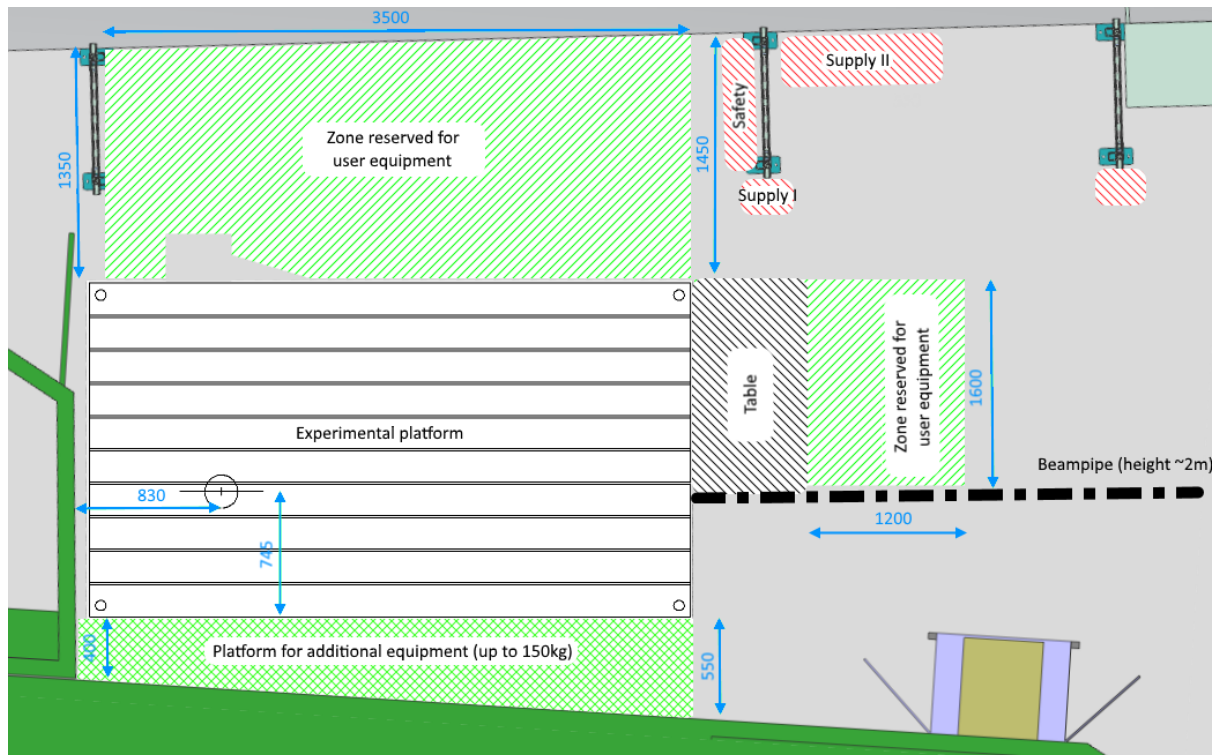 3500
Supply II
Safety
Zone reserved for
user equipment
1350
1450
Supply I
Zone reserved for
user equipment
Table
1600
Experimental platform
Beampipe (height ~2m)
830
1200
745
Platform for additional equipment (up to 150kg)
400
550